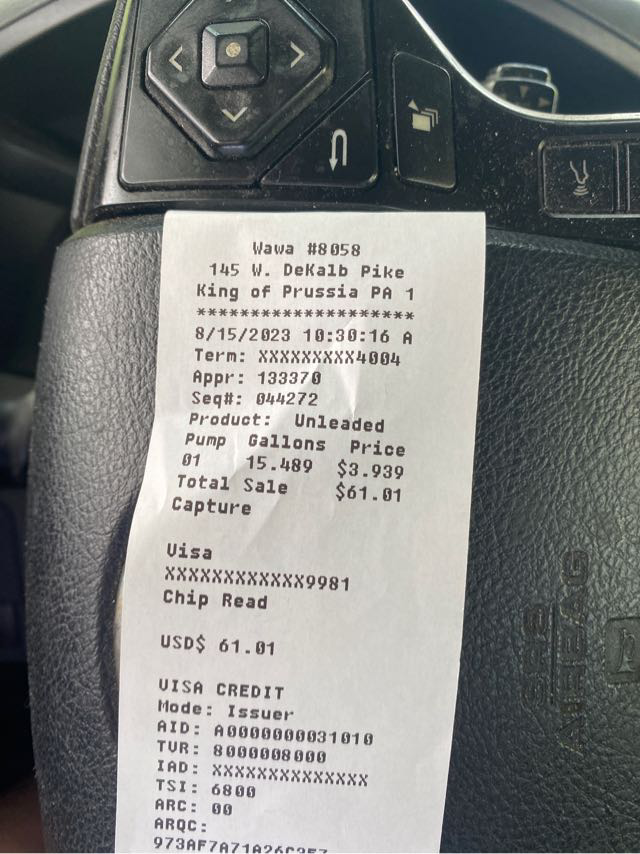 Wawa #8058
145 W. DeKalb Pike
King of Prussia PA 1
*******************
8/15/2023 10:30:16 A
Term: XXXXXXXXX4004
Appr: 133370
Seq#: 044272
Product: Unleaded
Pump Gallons Price
01 15.489 $3.939
Total Sale $61.01
Capture
Visa
XXXXXXXXXXXX9981
Chip Read
USD$ 61.01
VISA CREDIT
Mode: Issuer
AID: A0000000031010
TVR: 8000008000
IAD: XXXXXXXXXXXXXX
TSI: 6800
ARC: 00
ARQC:
SRS
AIRBAG